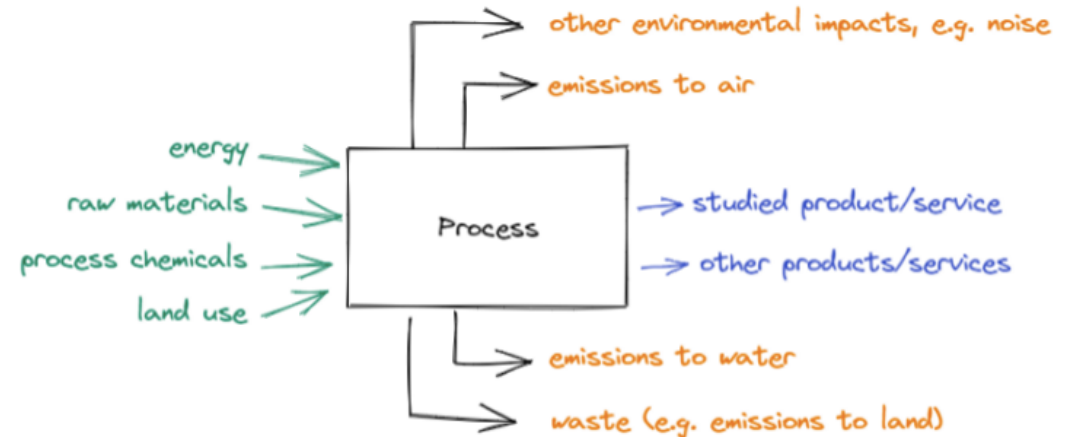 other environmental impacts, e.g. noise
emissions to air
energy
raw materials
process chemicals
land use
Process
studied product/service
other products/services
emissions to water
waste (e.g. emissions to land)